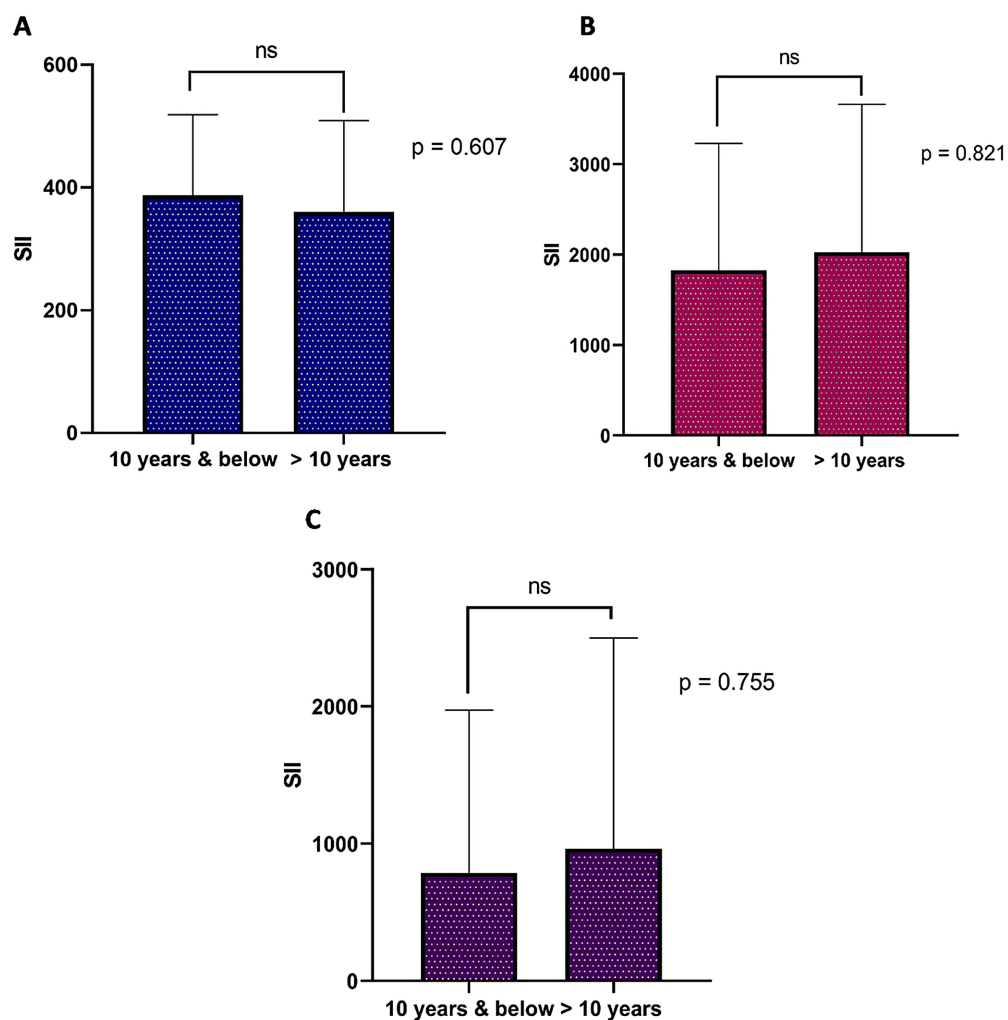 A
ns
600
400
200
0
SII
p = 0.607
10 years & below > 10 years
B
ns
4000
3000
2000
1000
0
SII
p = 0.821
10 years & below > 10 years
C
ns
3000
2000
1000
0
SII
p = 0.755
10 years & below > 10 years